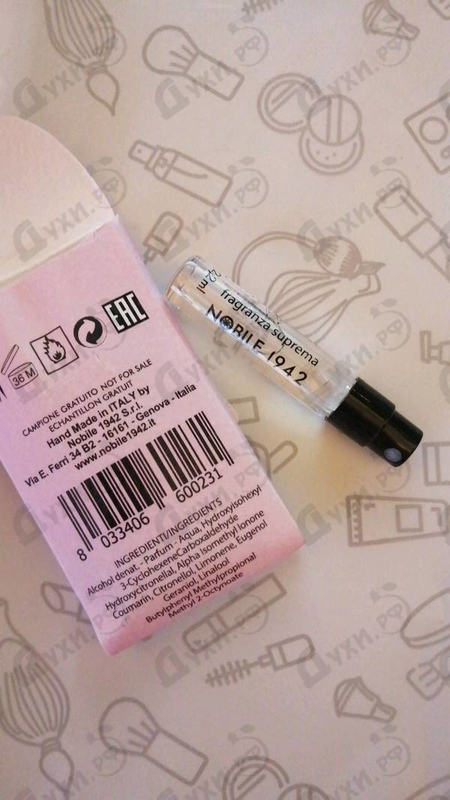 36 M
EAC
CAMPIONE GRATUITO NOT FOR SALE
ECHANTILLON GRATUIT
Hand Made in ITALY by
Nobile 1942 S.r.l.
Via E. Ferri 34 B2 - 16161 - Genova - Italia
www.nobile1942.it
8 033406 600231
INGREDIENTI/INGREDIENTS
Alcohol denat. - Parfum - Aqua, Hydroxyisohexyl
3-CyclohexeneCarboxaldehyde
Hydroxycitronellal, Alpha Isomethyl Ionone
Coumarin, Citronellol, Limonene, Eugenol
Geraniol, Linalool
Butylphenyl Methylpropional
Methyl 2-Octynoate
fragranza suprema
NOBILE 1942
Духи.рф